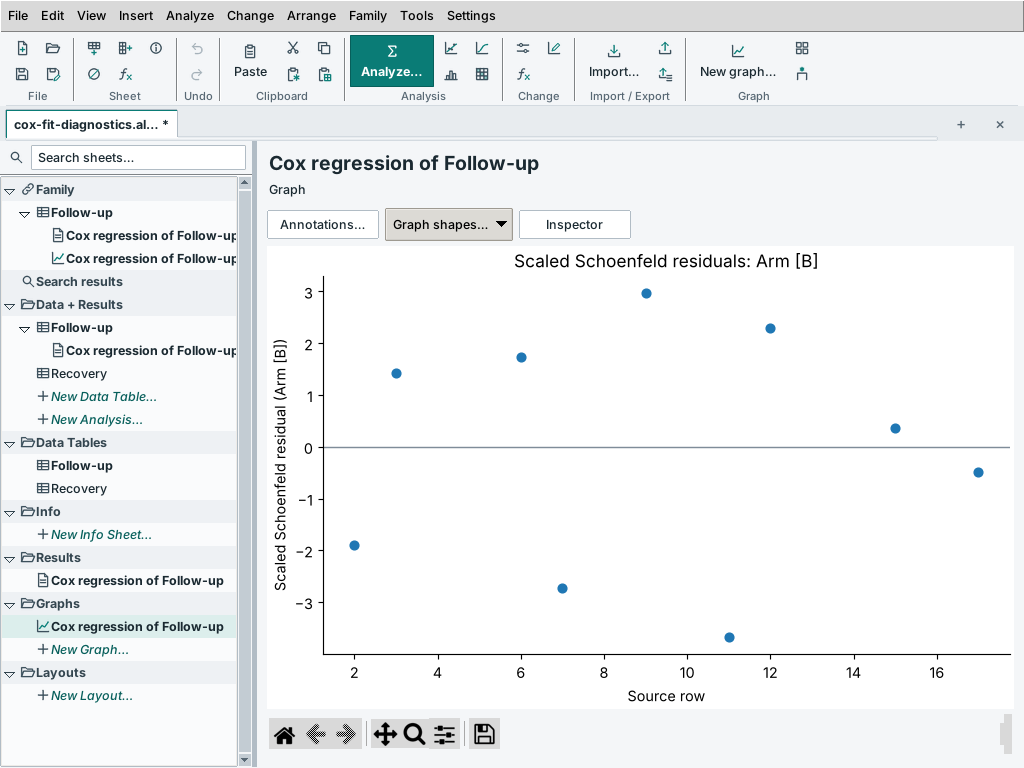 File Edit View Insert Analyze Change Arrange Family Tools Settings
Paste Analyze... Import... New graph...
File Sheet Undo Clipboard Analysis Change Import / Export Graph
cox-fit-diagnostics.al... *
Search sheets...
Family
Follow-up
Cox regression of Follow-up
Cox regression of Follow-up
Search results
Data + Results
Follow-up
Cox regression of Follow-up
Recovery
New Data Table...
New Analysis...
Data Tables
Follow-up
Recovery
Info
New Info Sheet...
Results
Cox regression of Follow-up
Graphs
Cox regression of Follow-up
New Graph...
Layouts
New Layout...
Cox regression of Follow-up
Graph
Annotations... Graph shapes... Inspector
Scaled Schoenfeld residuals: Arm [B]
Scaled Schoenfeld residual (Arm [B])
3
2
1
0
−1
−2
−3
2 4 6 8 10 12 14 16
Source row